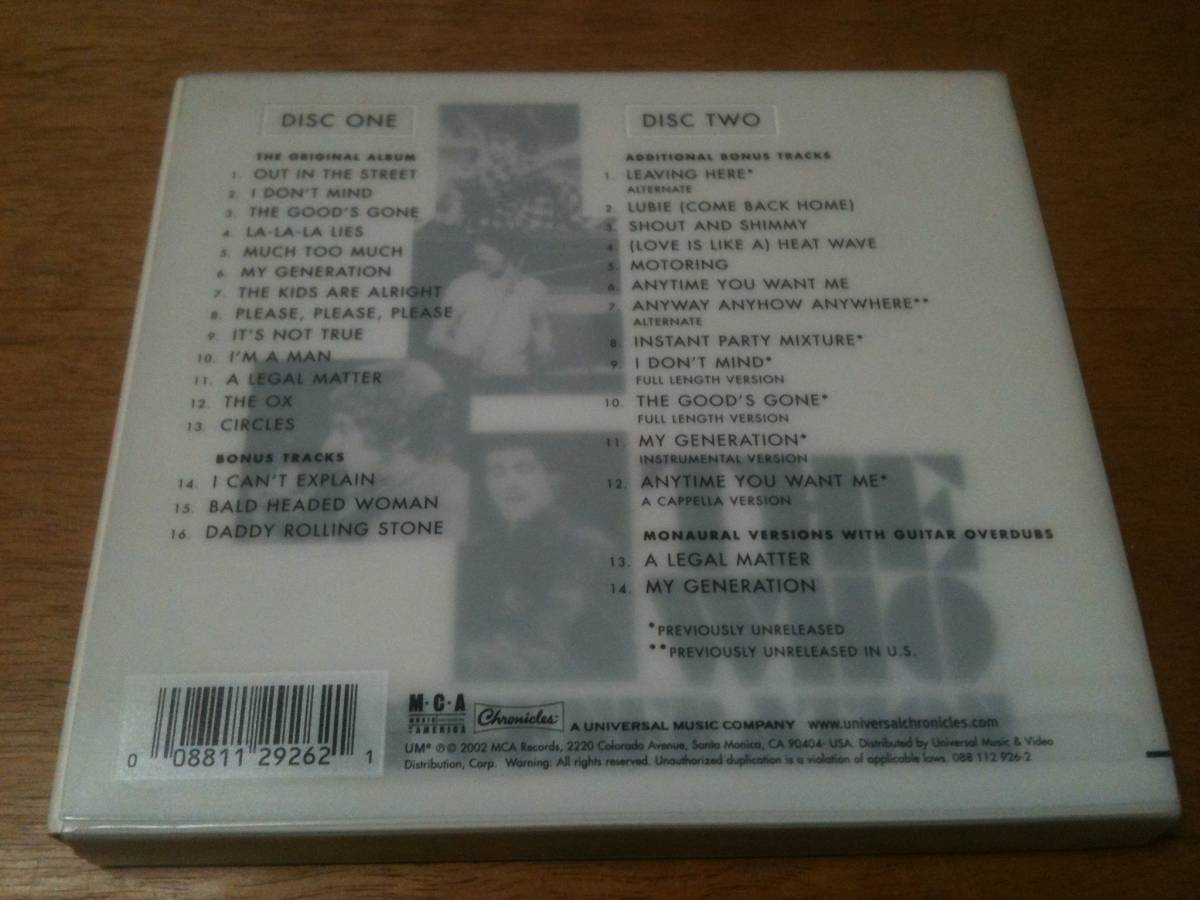 DISC ONE
THE ORIGINAL ALBUM
1. OUT IN THE STREET
2. I DON'T MIND
3. THE GOOD'S GONE
4. LA-LA-LA LIES
5. MUCH TOO MUCH
6. MY GENERATION
7. THE KIDS ARE ALRIGHT
8. PLEASE, PLEASE, PLEASE
9. IT'S NOT TRUE
10. I'M A MAN
11. A LEGAL MATTER
12. THE OX
13. CIRCLES
BONUS TRACKS
14. I CAN'T EXPLAIN
15. BALD HEADED WOMAN
16. DADDY ROLLING STONE
DISC TWO
ADDITIONAL BONUS TRACKS
1. LEAVING HERE*
ALTERNATE
2. LUBIE (COME BACK HOME)
3. SHOUT AND SHIMMY
4. (LOVE IS LIKE A) HEAT WAVE
5. MOTORING
6. ANYTIME YOU WANT ME
7. ANYWAY ANYHOW ANYWHERE**
ALTERNATE
8. INSTANT PARTY MIXTURE*
9. I DON'T MIND*
FULL LENGTH VERSION
10. THE GOOD'S GONE*
FULL LENGTH VERSION
11. MY GENERATION*
INSTRUMENTAL VERSION
12. ANYTIME YOU WANT ME*
A CAPPELLA VERSION
MONAURAL VERSIONS WITH GUITAR OVERDUBS
13. A LEGAL MATTER
14. MY GENERATION
*PREVIOUSLY UNRELEASED
**PREVIOUSLY UNRELEASED IN U.S.
THE
WHO
0 08811 29262 1
M·C·A
MUSIC
AMERICA
Chronicles
A UNIVERSAL MUSIC COMPANY www.universalchronicles.com
UM® ℗© 2002 MCA Records, 2220 Colorado Avenue, Santa Monica, CA 90404- USA. Distributed by Universal Music & Video
Distribution, Corp. Warning: All rights reserved. Unauthorized duplication is a violation of applicable laws. 088 112 926-2